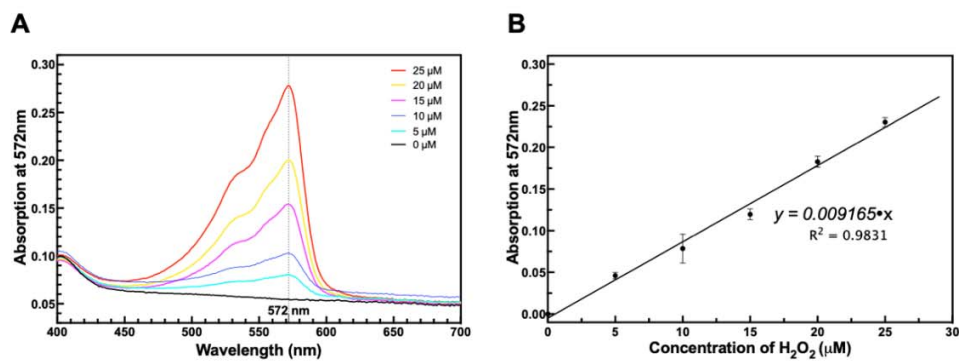 A
Absorption at 572nm
0.30
0.25
0.20
0.15
0.10
0.05
25 µM
20 µM
15 µM
10 µM
5 µM
0 µM
572 nm
400 450 500 550 600 650 700
Wavelength (nm)
B
Absorption at 572nm
0.30
0.25
0.20
0.15
0.10
0.05
0.00
y = 0.009165•x
R² = 0.9831
0 5 10 15 20 25 30
Concentration of H₂O₂ (µM)